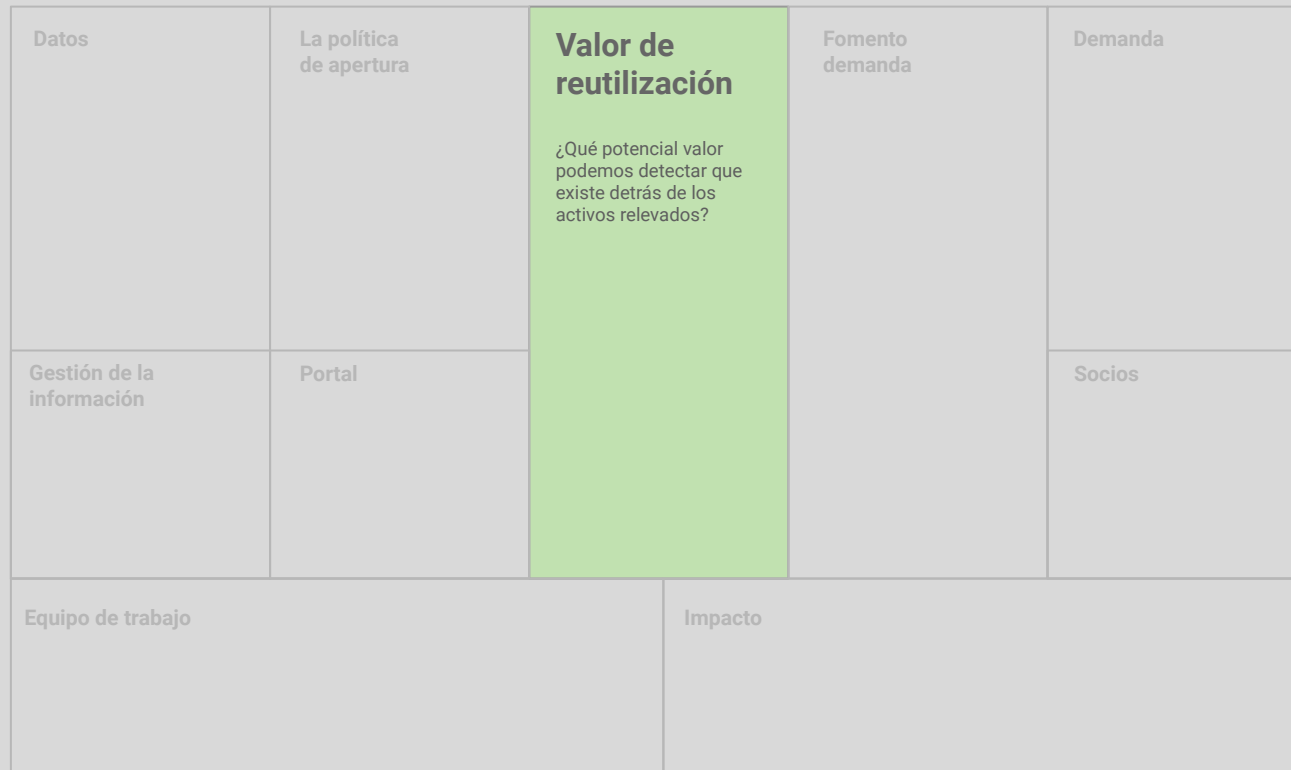 Datos
La política
de apertura
Valor de
reutilización
¿Qué potencial valor
podemos detectar que
existe detrás de los
activos relevados?
Fomento
demanda
Demanda
Gestión de la
información
Portal
Socios
Equipo de trabajo
Impacto